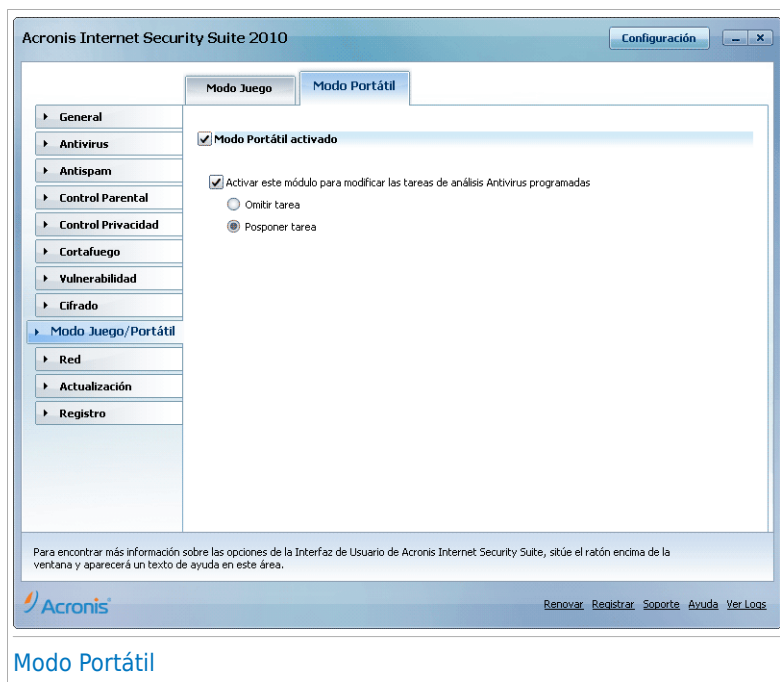 Acronis Internet Security Suite 2010
Configuración
Modo Juego
Modo Portátil
General
Antivirus
Antispam
Control Parental
Control Privacidad
Cortafuego
Vulnerabilidad
Cifrado
Modo Juego/Portátil
Red
Actualización
Registro
Modo Portátil activado
Activar este módulo para modificar las tareas de análisis Antivirus programadas
Omitir tarea
Posponer tarea
Para encontrar más información sobre las opciones de la Interfaz de Usuario de Acronis Internet Security Suite, sitúe el ratón encima de la
ventana y aparecerá un texto de ayuda en este área.
Acronis
Renovar Registrar Soporte Ayuda Ver Logs
Modo Portátil